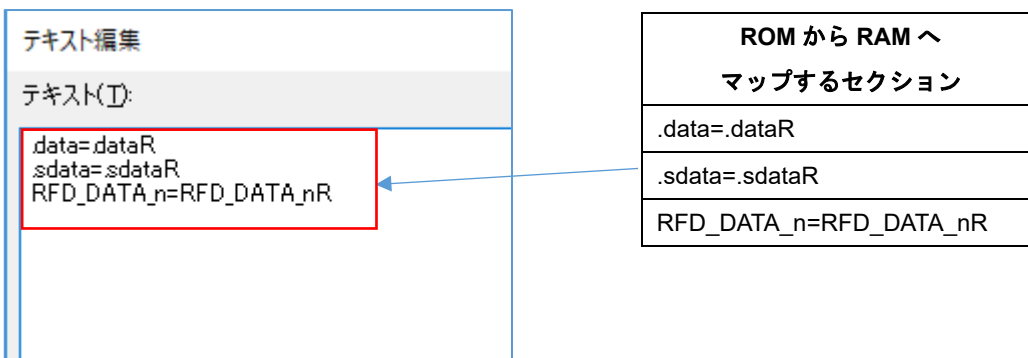 テキスト編集
テキスト(T):
.data=.dataR
.sdata=.sdataR
RFD_DATA_n=RFD_DATA_nR
ROM から RAM へ
マップするセクション
.data=.dataR
.sdata=.sdataR
RFD_DATA_n=RFD_DATA_nR